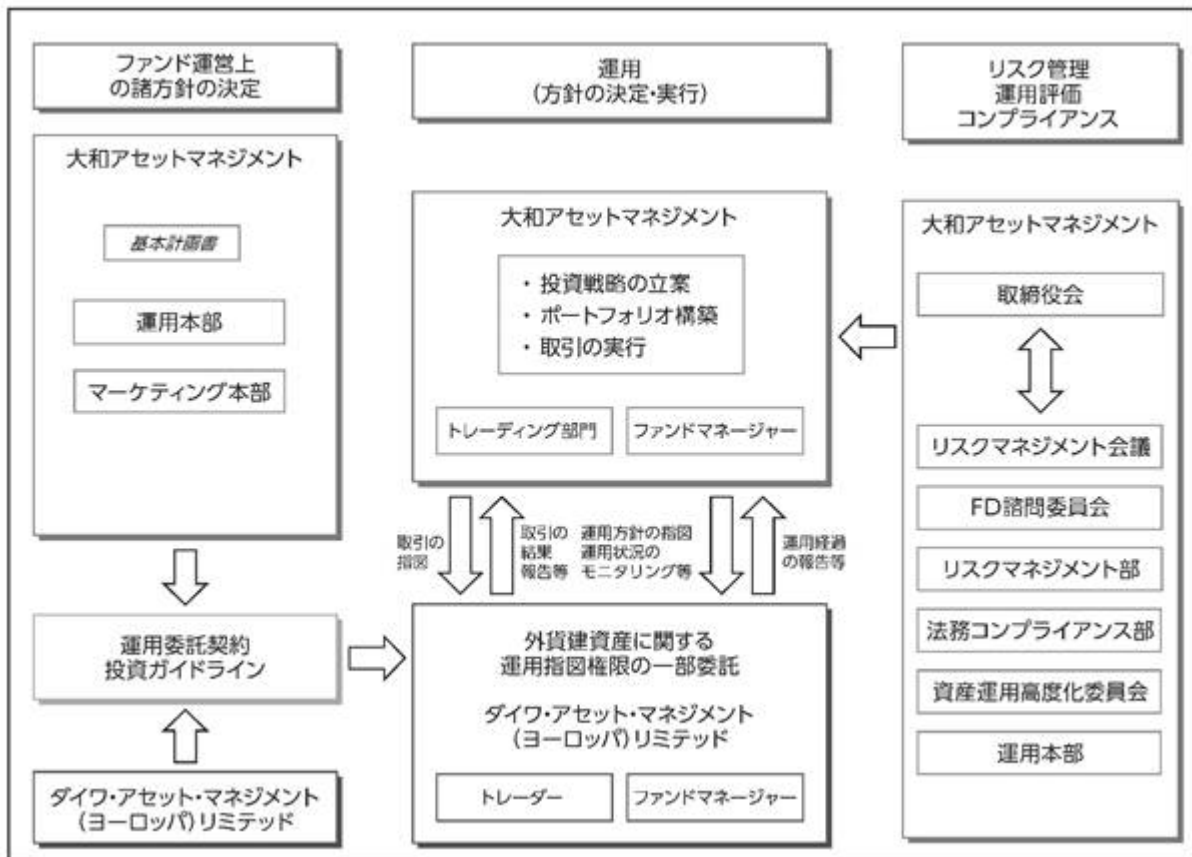 ファンド運営上
の諸方針の決定
大和アセットマネジメント
基本計画書
運用本部
マーケティング本部
運用委託契約
投資ガイドライン
ダイワ・アセット・マネジメント
(ヨーロッパ)リミテッド
運用
(方針の決定・実行)
大和アセットマネジメント
・ 投資戦略の立案
・ ポートフォリオ構築
・ 取引の実行
トレーディング部門
ファンドマネージャー
取引の
指図
取引の
結果
報告等
運用方針の指図
運用状況の
モニタリング等
運用経過
の報告等
外貨建資産に関する
運用指図権限の一部委託
ダイワ・アセット・マネジメント
(ヨーロッパ)リミテッド
トレーダー
ファンドマネージャー
リスク管理
運用評価
コンプライアンス
大和アセットマネジメント
取締役会
リスクマネジメント会議
FD諮問委員会
リスクマネジメント部
法務コンプライアンス部
資産運用高度化委員会
運用本部